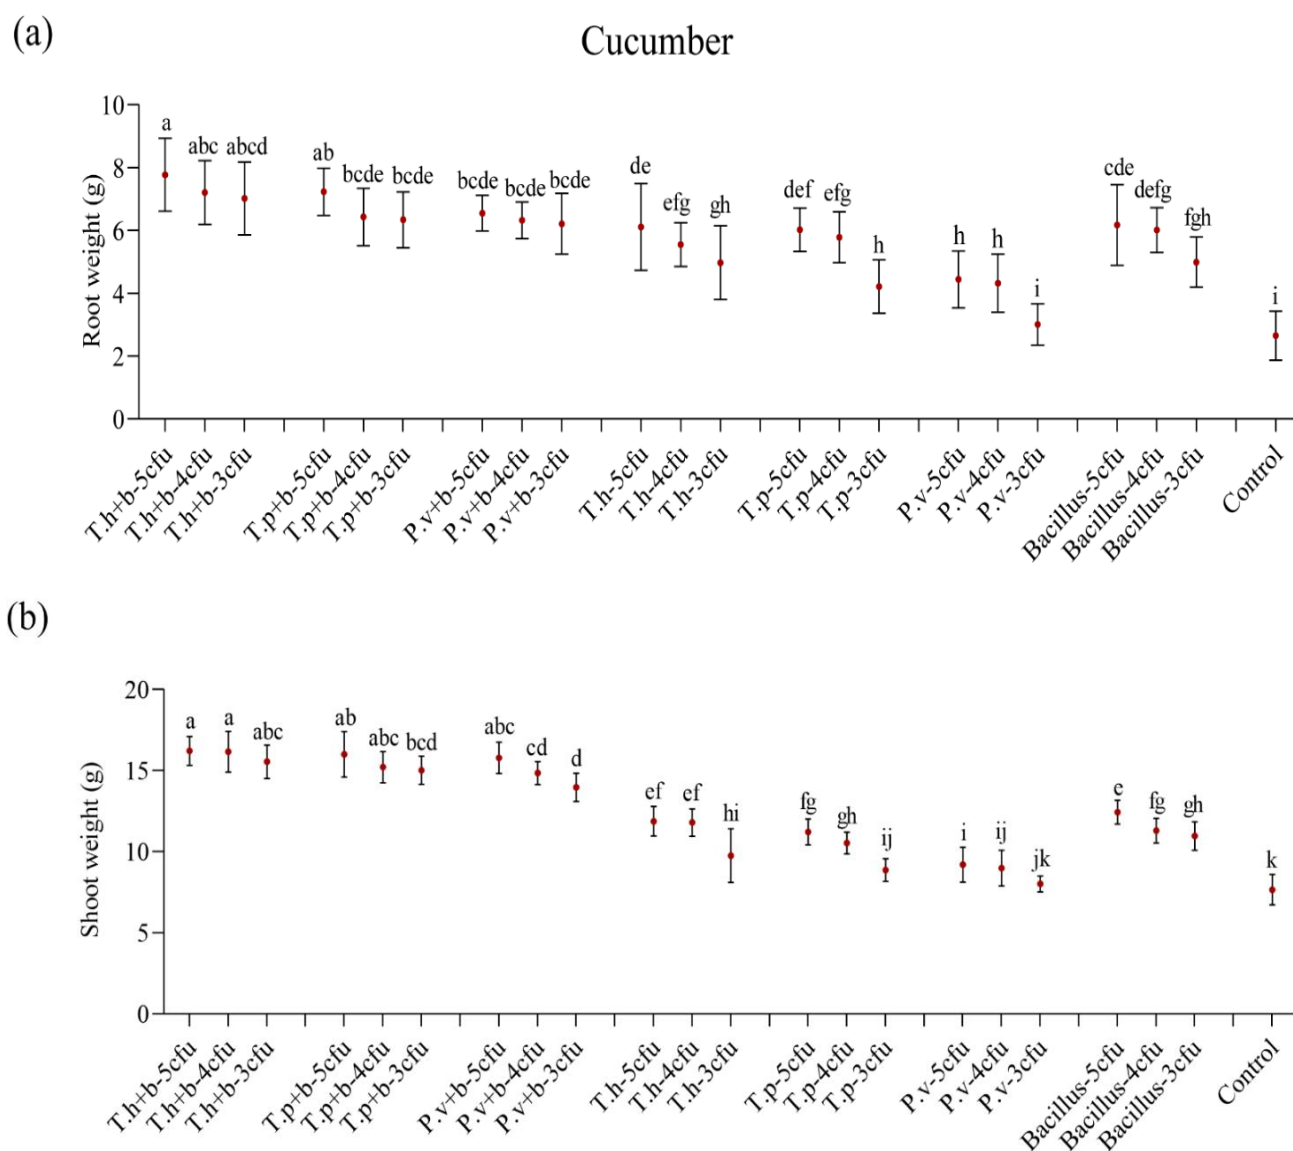 (a)
Cucumber
Root weight (g)
10
8
6
4
2
0
a abc abcd ab bcde bcde bcde bcde bcde de efg gh def efg h h h i cde defg fgh i
T.h+b-5cfu T.h+b-4cfu T.h+b-3cfu T.p+b-5cfu T.p+b-4cfu T.p+b-3cfu P.v+b-5cfu P.v+b-4cfu P.v+b-3cfu T.h-5cfu T.h-4cfu T.h-3cfu T.p-5cfu T.p-4cfu T.p-3cfu P.v-5cfu P.v-4cfu P.v-3cfu Bacillus-5cfu Bacillus-4cfu Bacillus-3cfu Control
(b)
Shoot weight (g)
20
15
10
5
0
a a abc ab abc bcd abc cd d ef ef hi fg gh ij i ij jk e fg gh k
T.h+b-5cfu T.h+b-4cfu T.h+b-3cfu T.p+b-5cfu T.p+b-4cfu T.p+b-3cfu P.v+b-5cfu P.v+b-4cfu P.v+b-3cfu T.h-5cfu T.h-4cfu T.h-3cfu T.p-5cfu T.p-4cfu T.p-3cfu P.v-5cfu P.v-4cfu P.v-3cfu Bacillus-5cfu Bacillus-4cfu Bacillus-3cfu Control